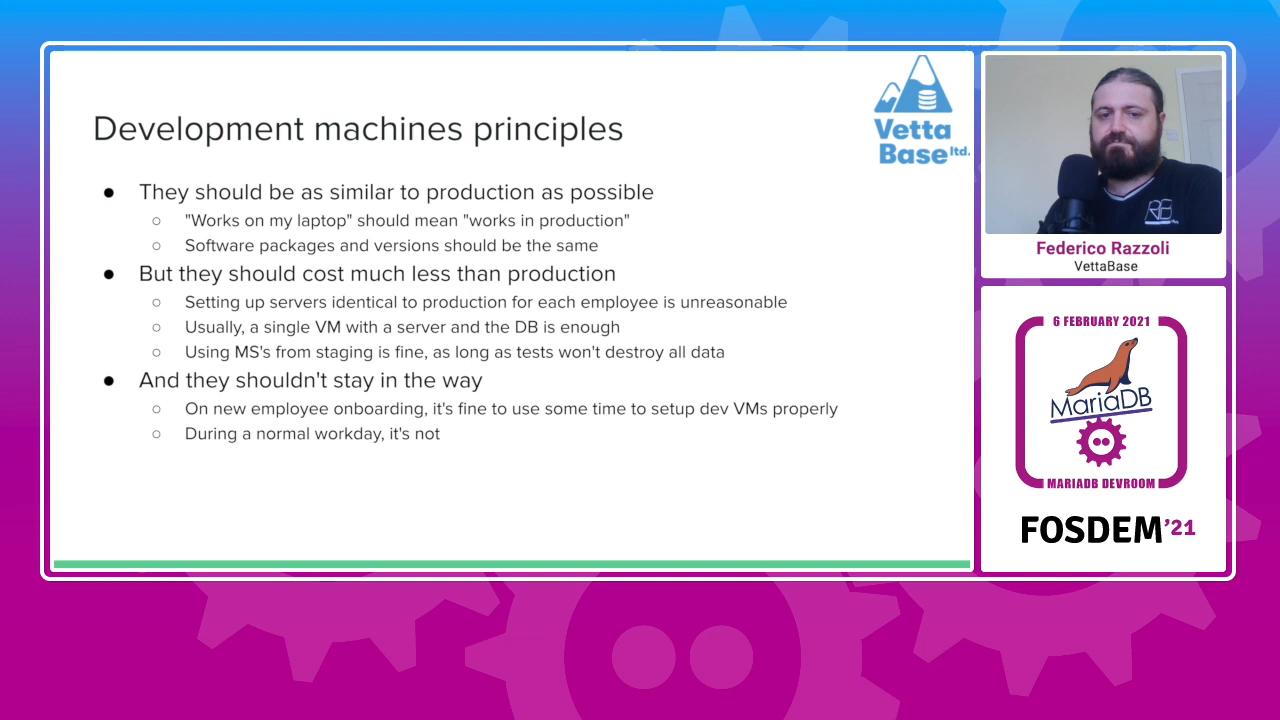 Development machines principles
Vetta
Base ltd.
● They should be as similar to production as possible
○ "Works on my laptop" should mean "works in production"
○ Software packages and versions should be the same
● But they should cost much less than production
○ Setting up servers identical to production for each employee is unreasonable
○ Usually, a single VM with a server and the DB is enough
○ Using MS's from staging is fine, as long as tests won't destroy all data
● And they shouldn't stay in the way
○ On new employee onboarding, it's fine to use some time to setup dev VMs properly
○ During a normal workday, it's not
Federico Razzoli
VettaBase
6 FEBRUARY 2021
MariaDB
MARIADB DEVROOM
FOSDEM'21